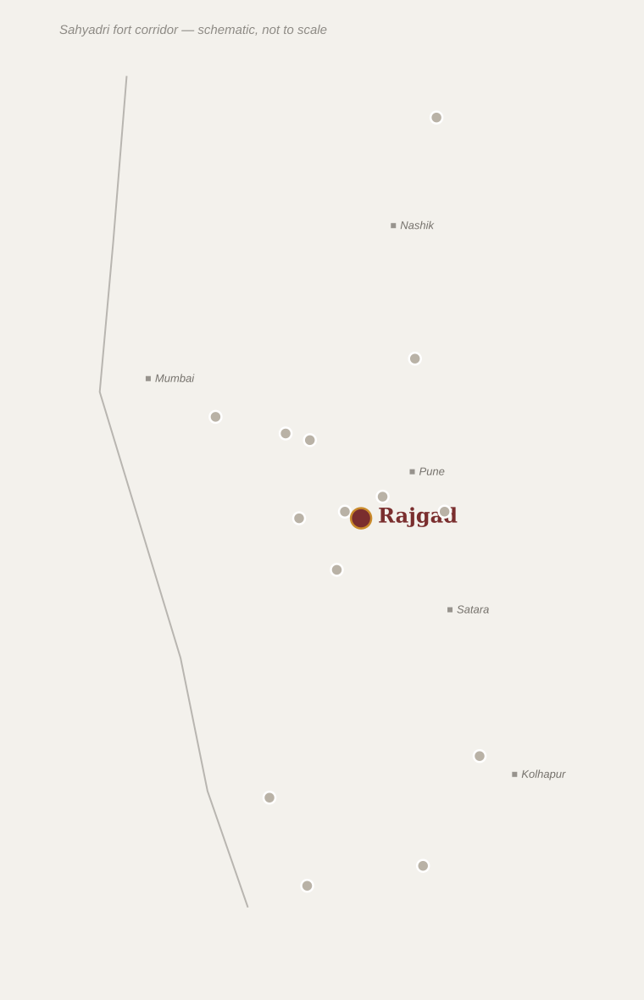 Sahyadri fort corridor — schematic, not to scale
Nashik
Mumbai
Pune
Rajgad
Satara
Kolhapur